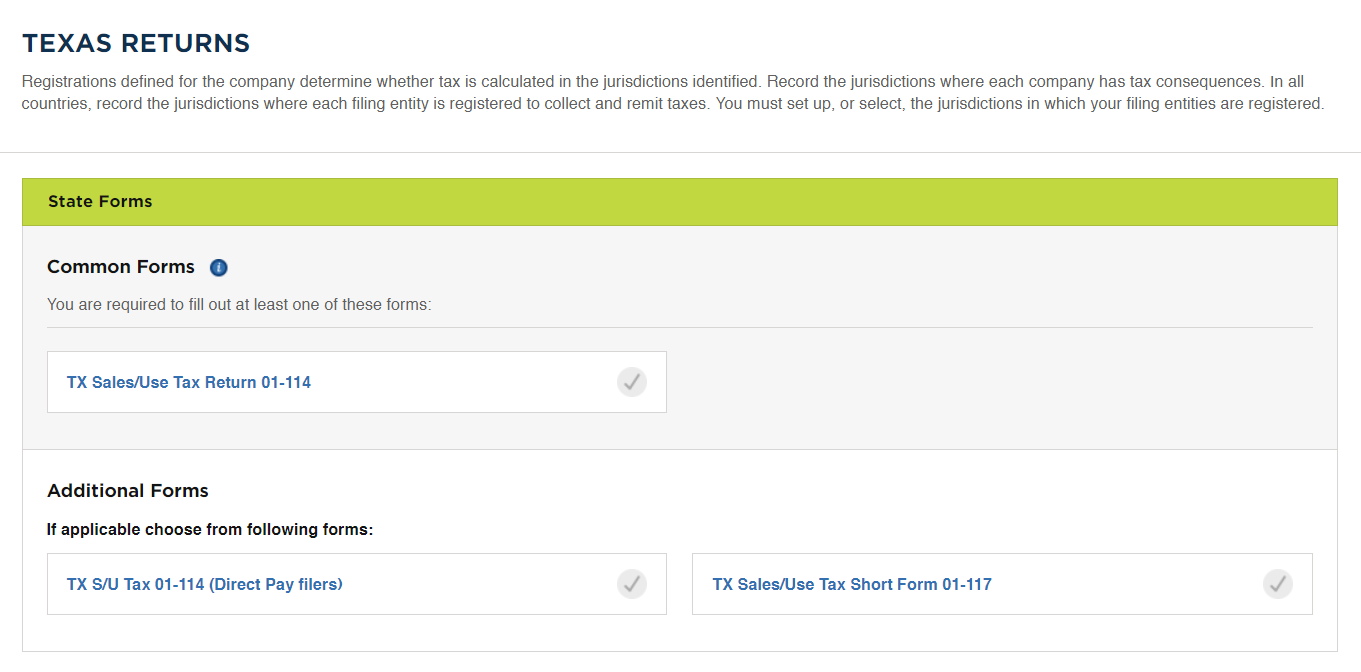 TEXAS RETURNS
Registrations defined for the company determine whether tax is calculated in the jurisdictions identified. Record the jurisdictions where each company has tax consequences. In all
countries, record the jurisdictions where each filing entity is registered to collect and remit taxes. You must set up, or select, the jurisdictions in which your filing entities are registered.
State Forms
Common Forms i
You are required to fill out at least one of these forms:
TX Sales/Use Tax Return 01-114
Additional Forms
If applicable choose from following forms:
TX S/U Tax 01-114 (Direct Pay filers)
TX Sales/Use Tax Short Form 01-117